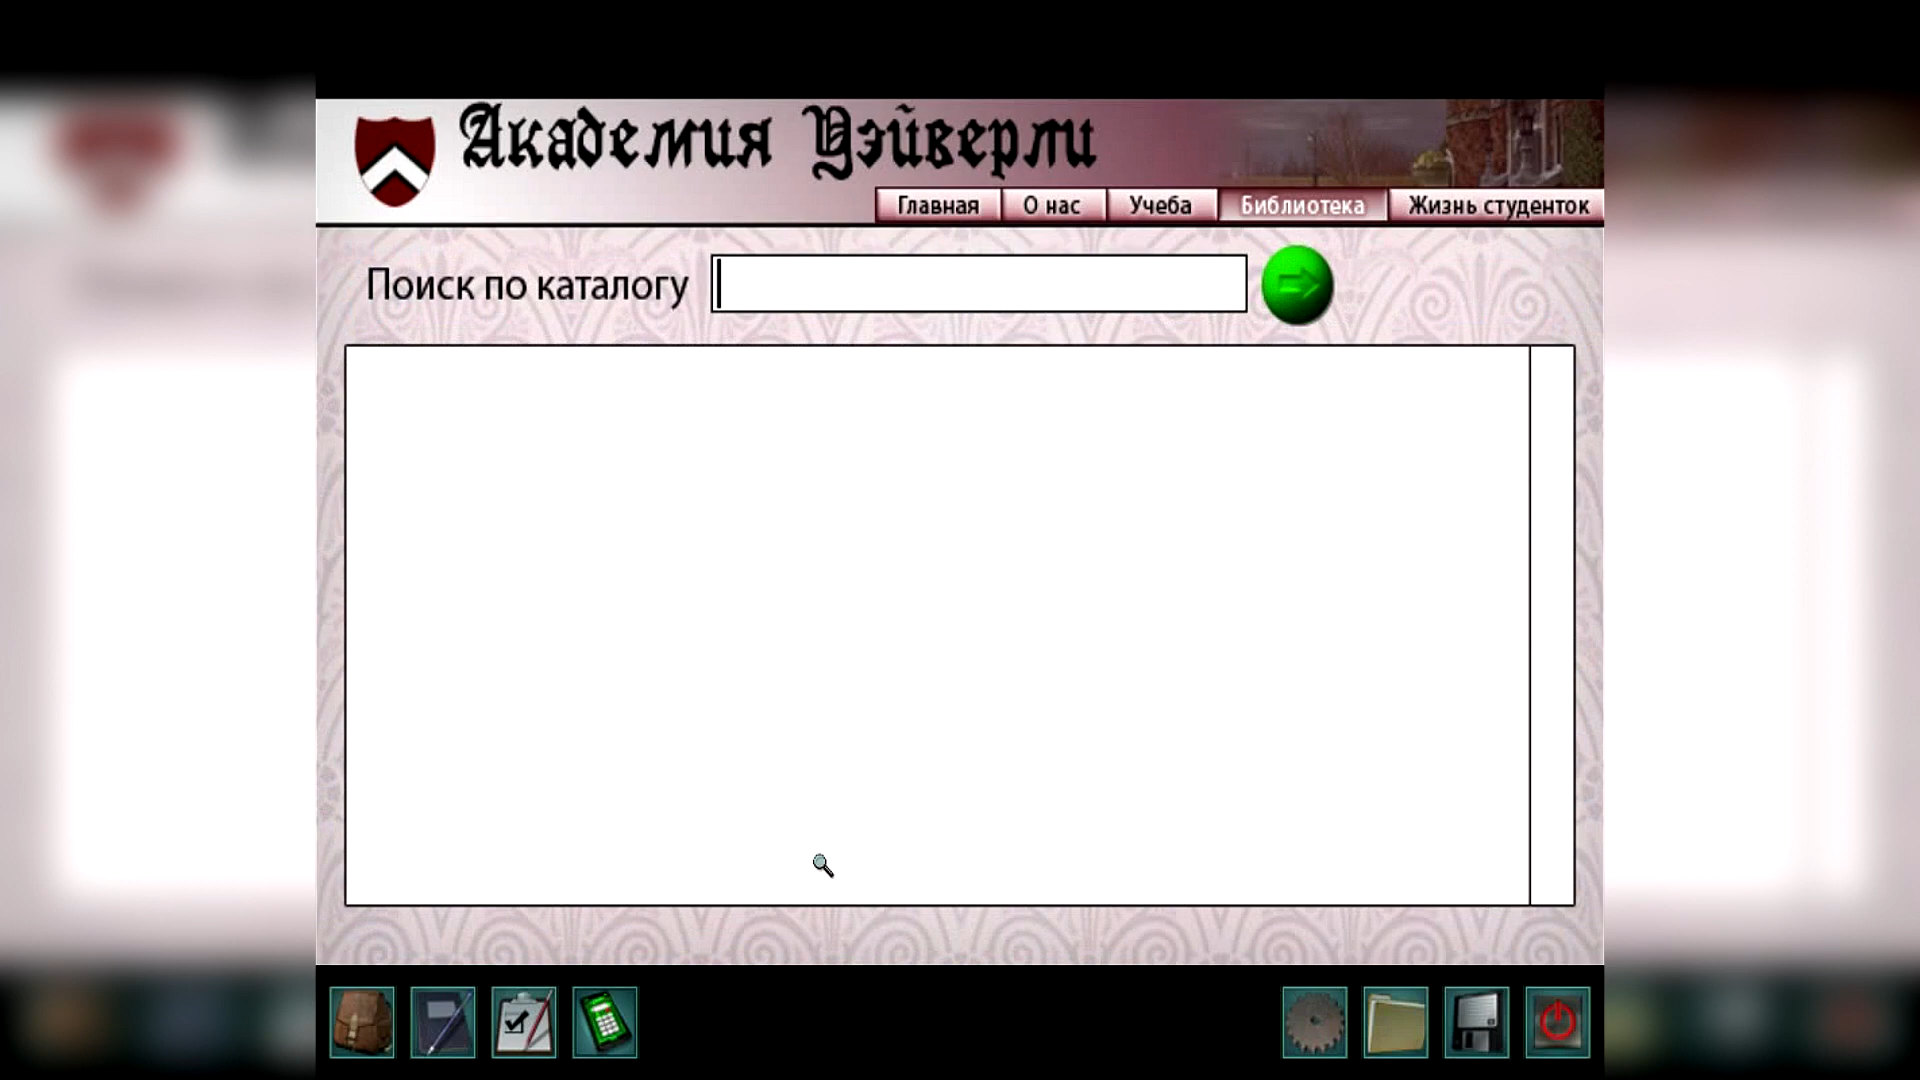 Академия Уэйверли
Главная О нас Учеба Библиотека Жизнь студенток
Поиск по каталогу